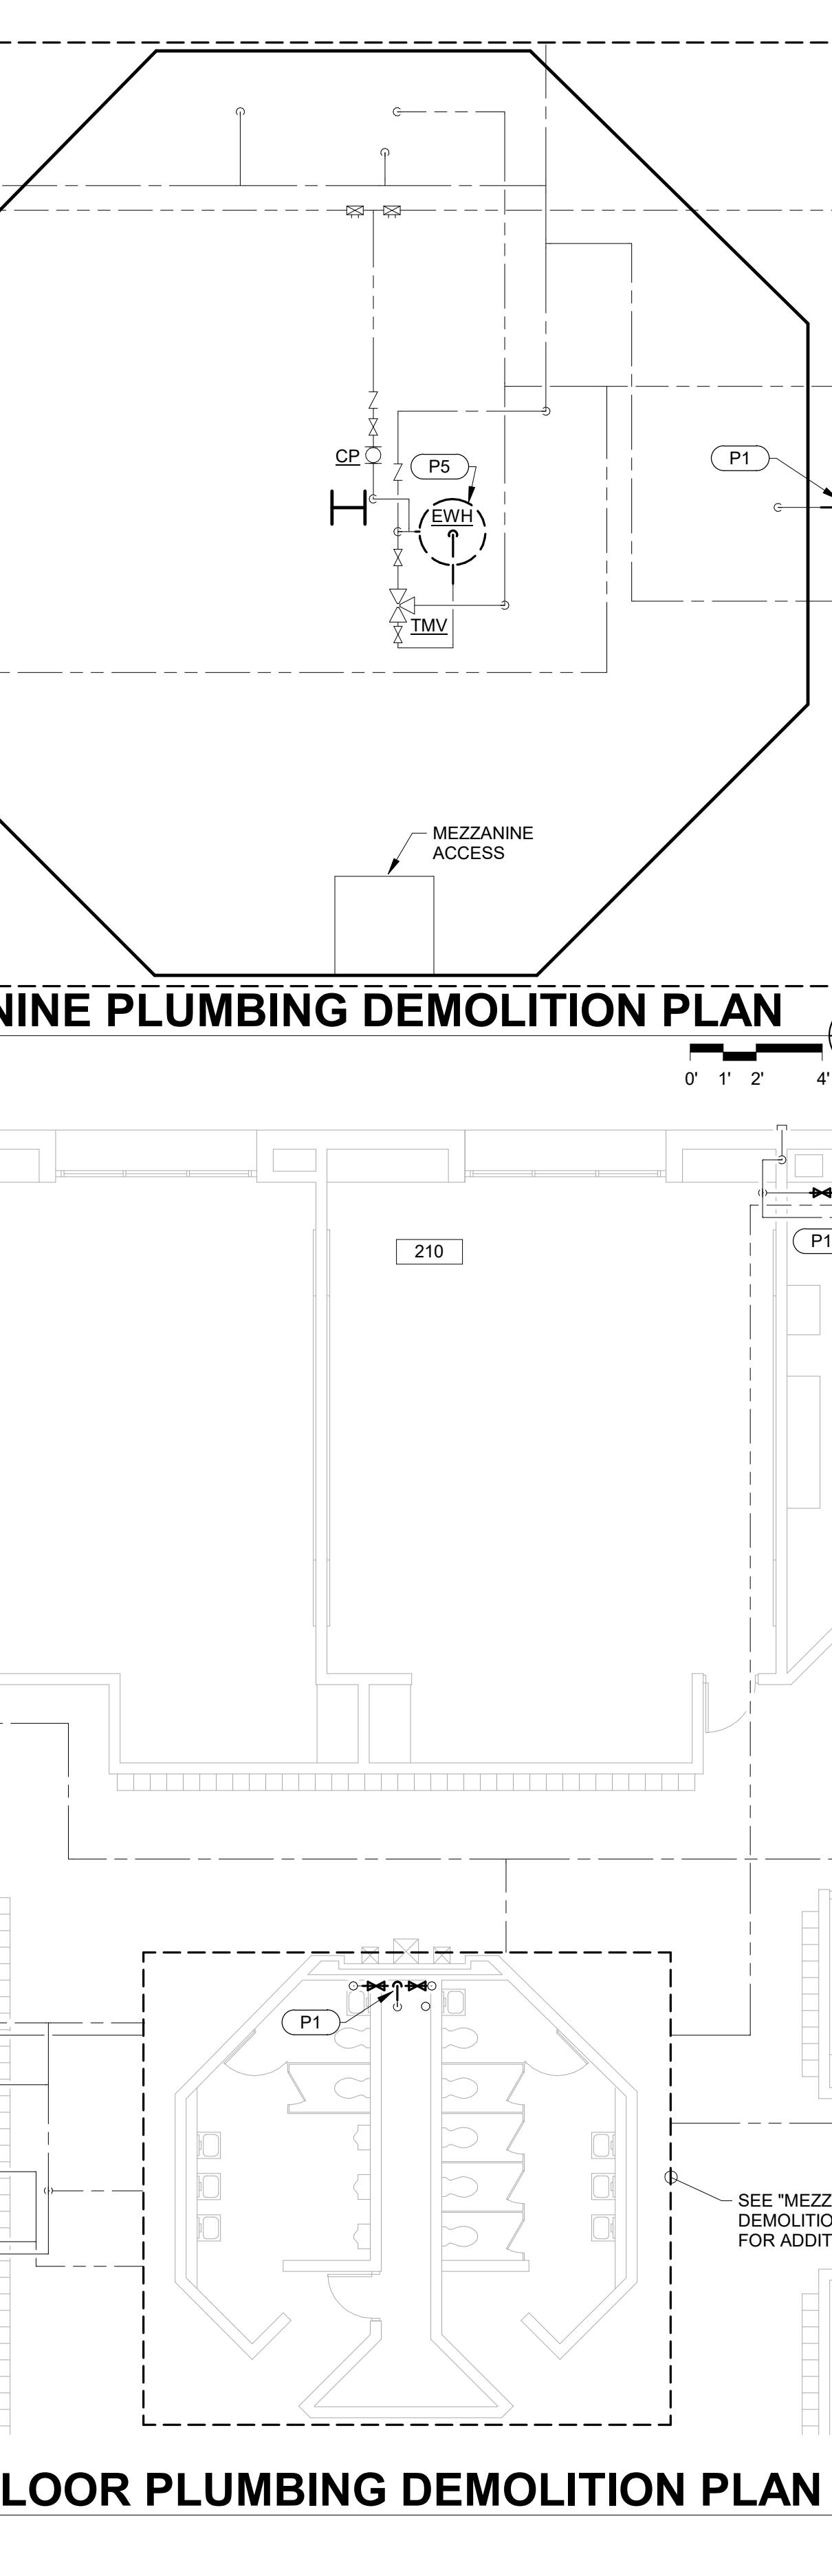 CP
P5
P1
EWH
TMV
MEZZANINE
ACCESS
NINE PLUMBING DEMOLITION PLAN
0' 1' 2' 4'
210
P1
P1
SEE "MEZZ
DEMOLITIO
FOR ADDIT
LOOR PLUMBING DEMOLITION PLAN